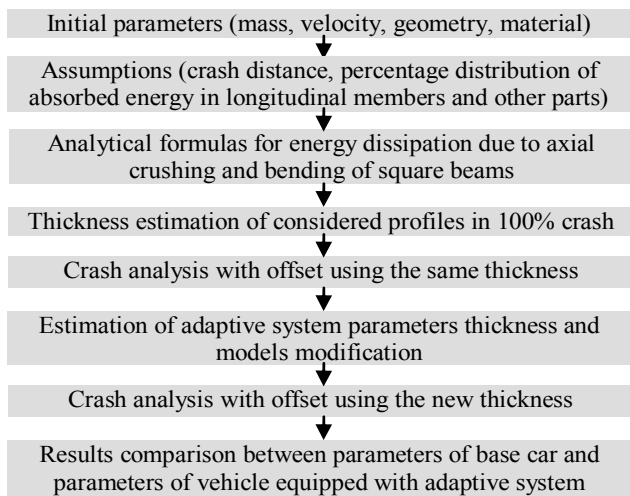 Initial parameters (mass, velocity, geometry, material)
Assumptions (crash distance, percentage distribution of
absorbed energy in longitudinal members and other parts)
Analytical formulas for energy dissipation due to axial
crushing and bending of square beams
Thickness estimation of considered profiles in 100% crash
Crash analysis with offset using the same thickness
Estimation of adaptive system parameters thickness and
models modification
Crash analysis with offset using the new thickness
Results comparison between parameters of base car and
parameters of vehicle equipped with adaptive system